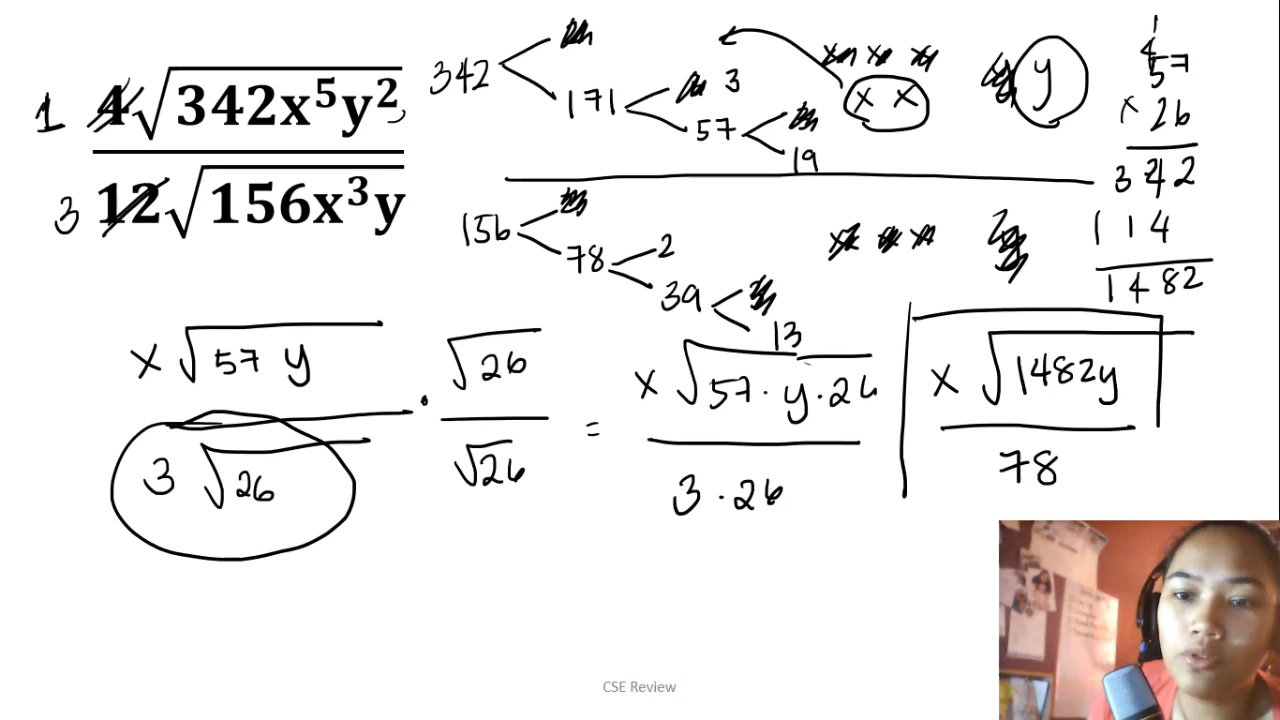 1 4√342x⁵y²
3 12√156x³y
342
171 3
57
19
x x
y
1
4
57
× 26
342
114
1482
156
78 2
39
13
x √57 y
3 √26
· √26
√26
=
x √57 · y · 26
3 · 26
x √1482y
78
CSE Review